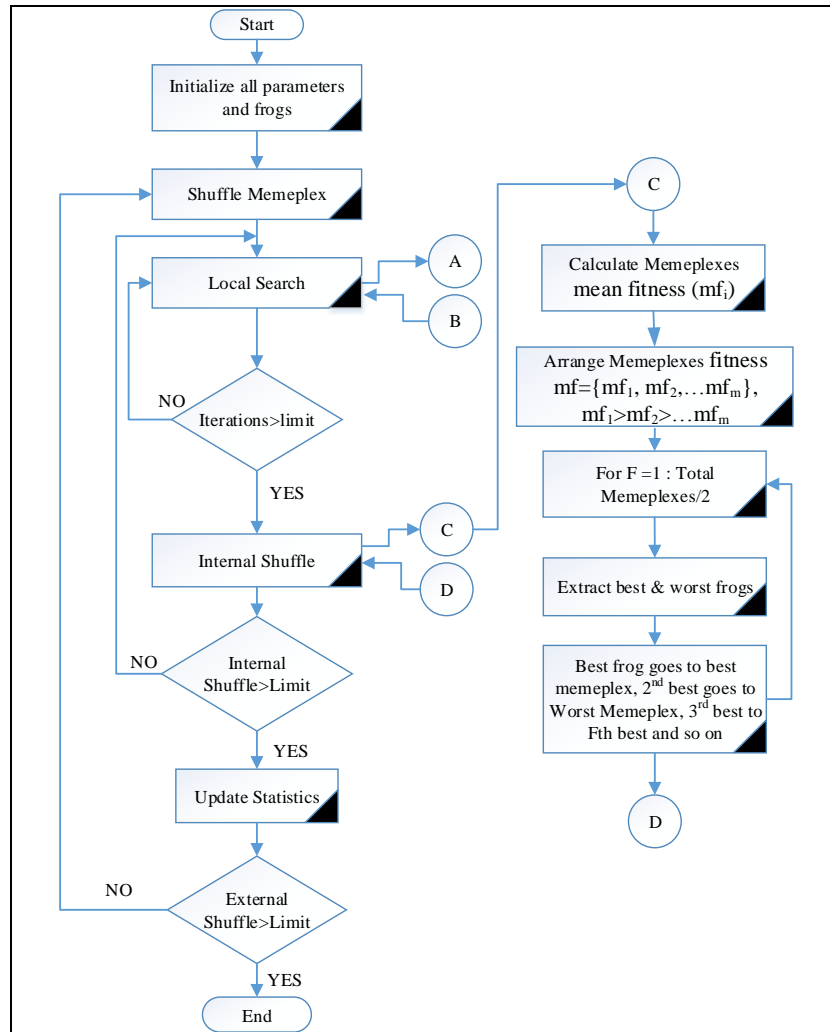 Start
Initialize all parameters
and frogs
Shuffle Memeplex
Local Search
A
B
NO
Iterations>limit
YES
Internal Shuffle
C
D
NO
Internal
Shuffle>Limit
YES
Update Statistics
NO
External
Shuffle>Limit
YES
End
C
Calculate Memeplexes
mean fitness (mfi)
Arrange Memeplexes fitness
mf={mf1, mf2,...mfm},
mf1>mf2>...mfm
For F =1 : Total
Memeplexes/2
Extract best & worst frogs
Best frog goes to best
memeplex, 2nd best goes to
Worst Memeplex, 3rd best to
Fth best and so on
D